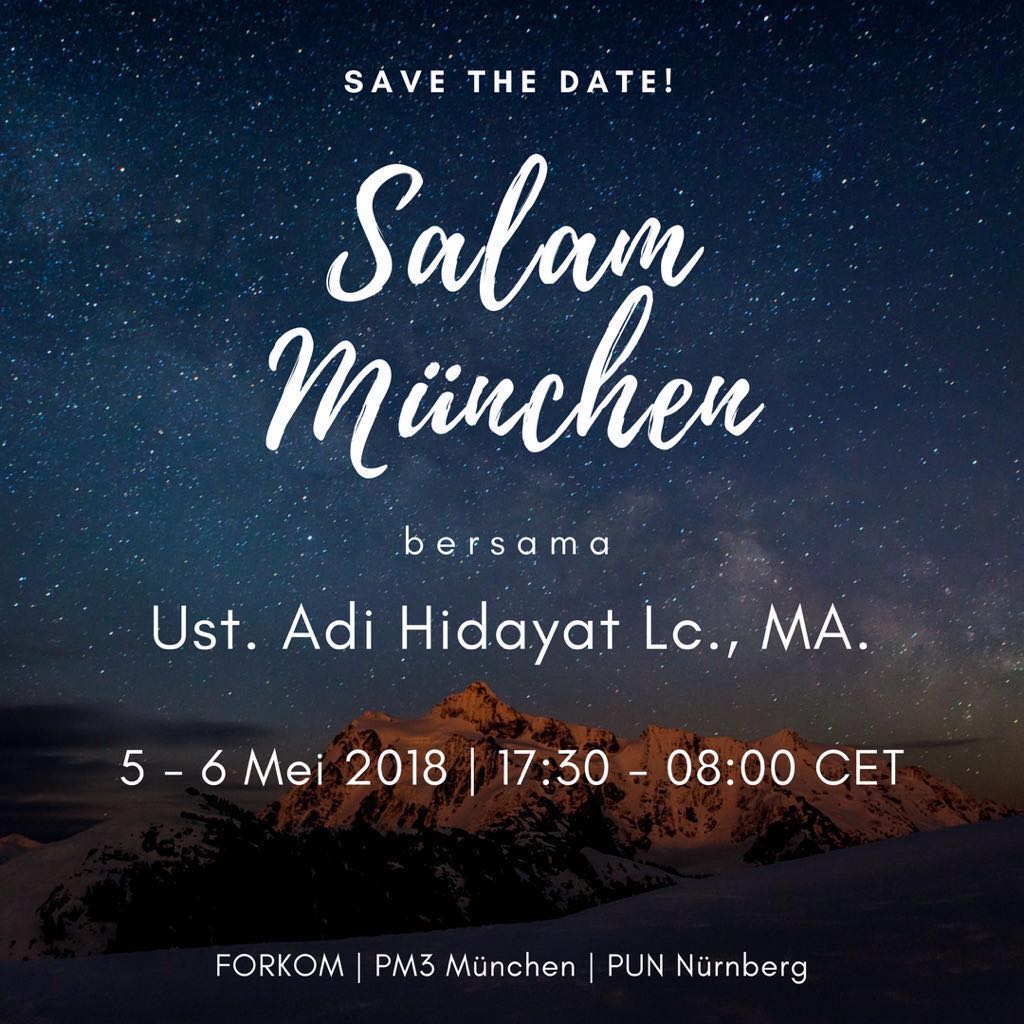 SAVE THE DATE!
Salam
München
bersama
Ust. Adi Hidayat Lc., MA.
5 - 6 Mei 2018 | 17:30 - 08:00 CET
FORKOM | PM3 München | PUN Nürnberg